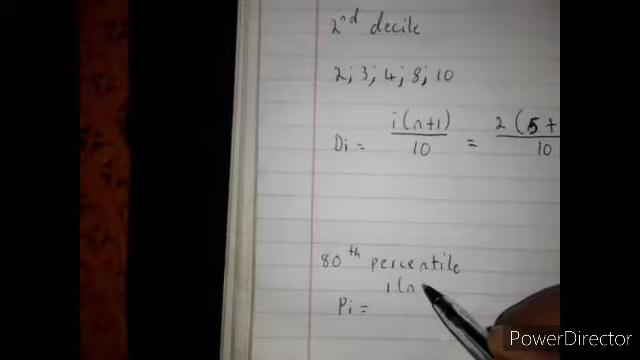 2nd decile
2; 3; 4; 8; 10
Di = i(n+1)/10 = 2(5+/10
80th percentile
Pi = i(n
PowerDirector